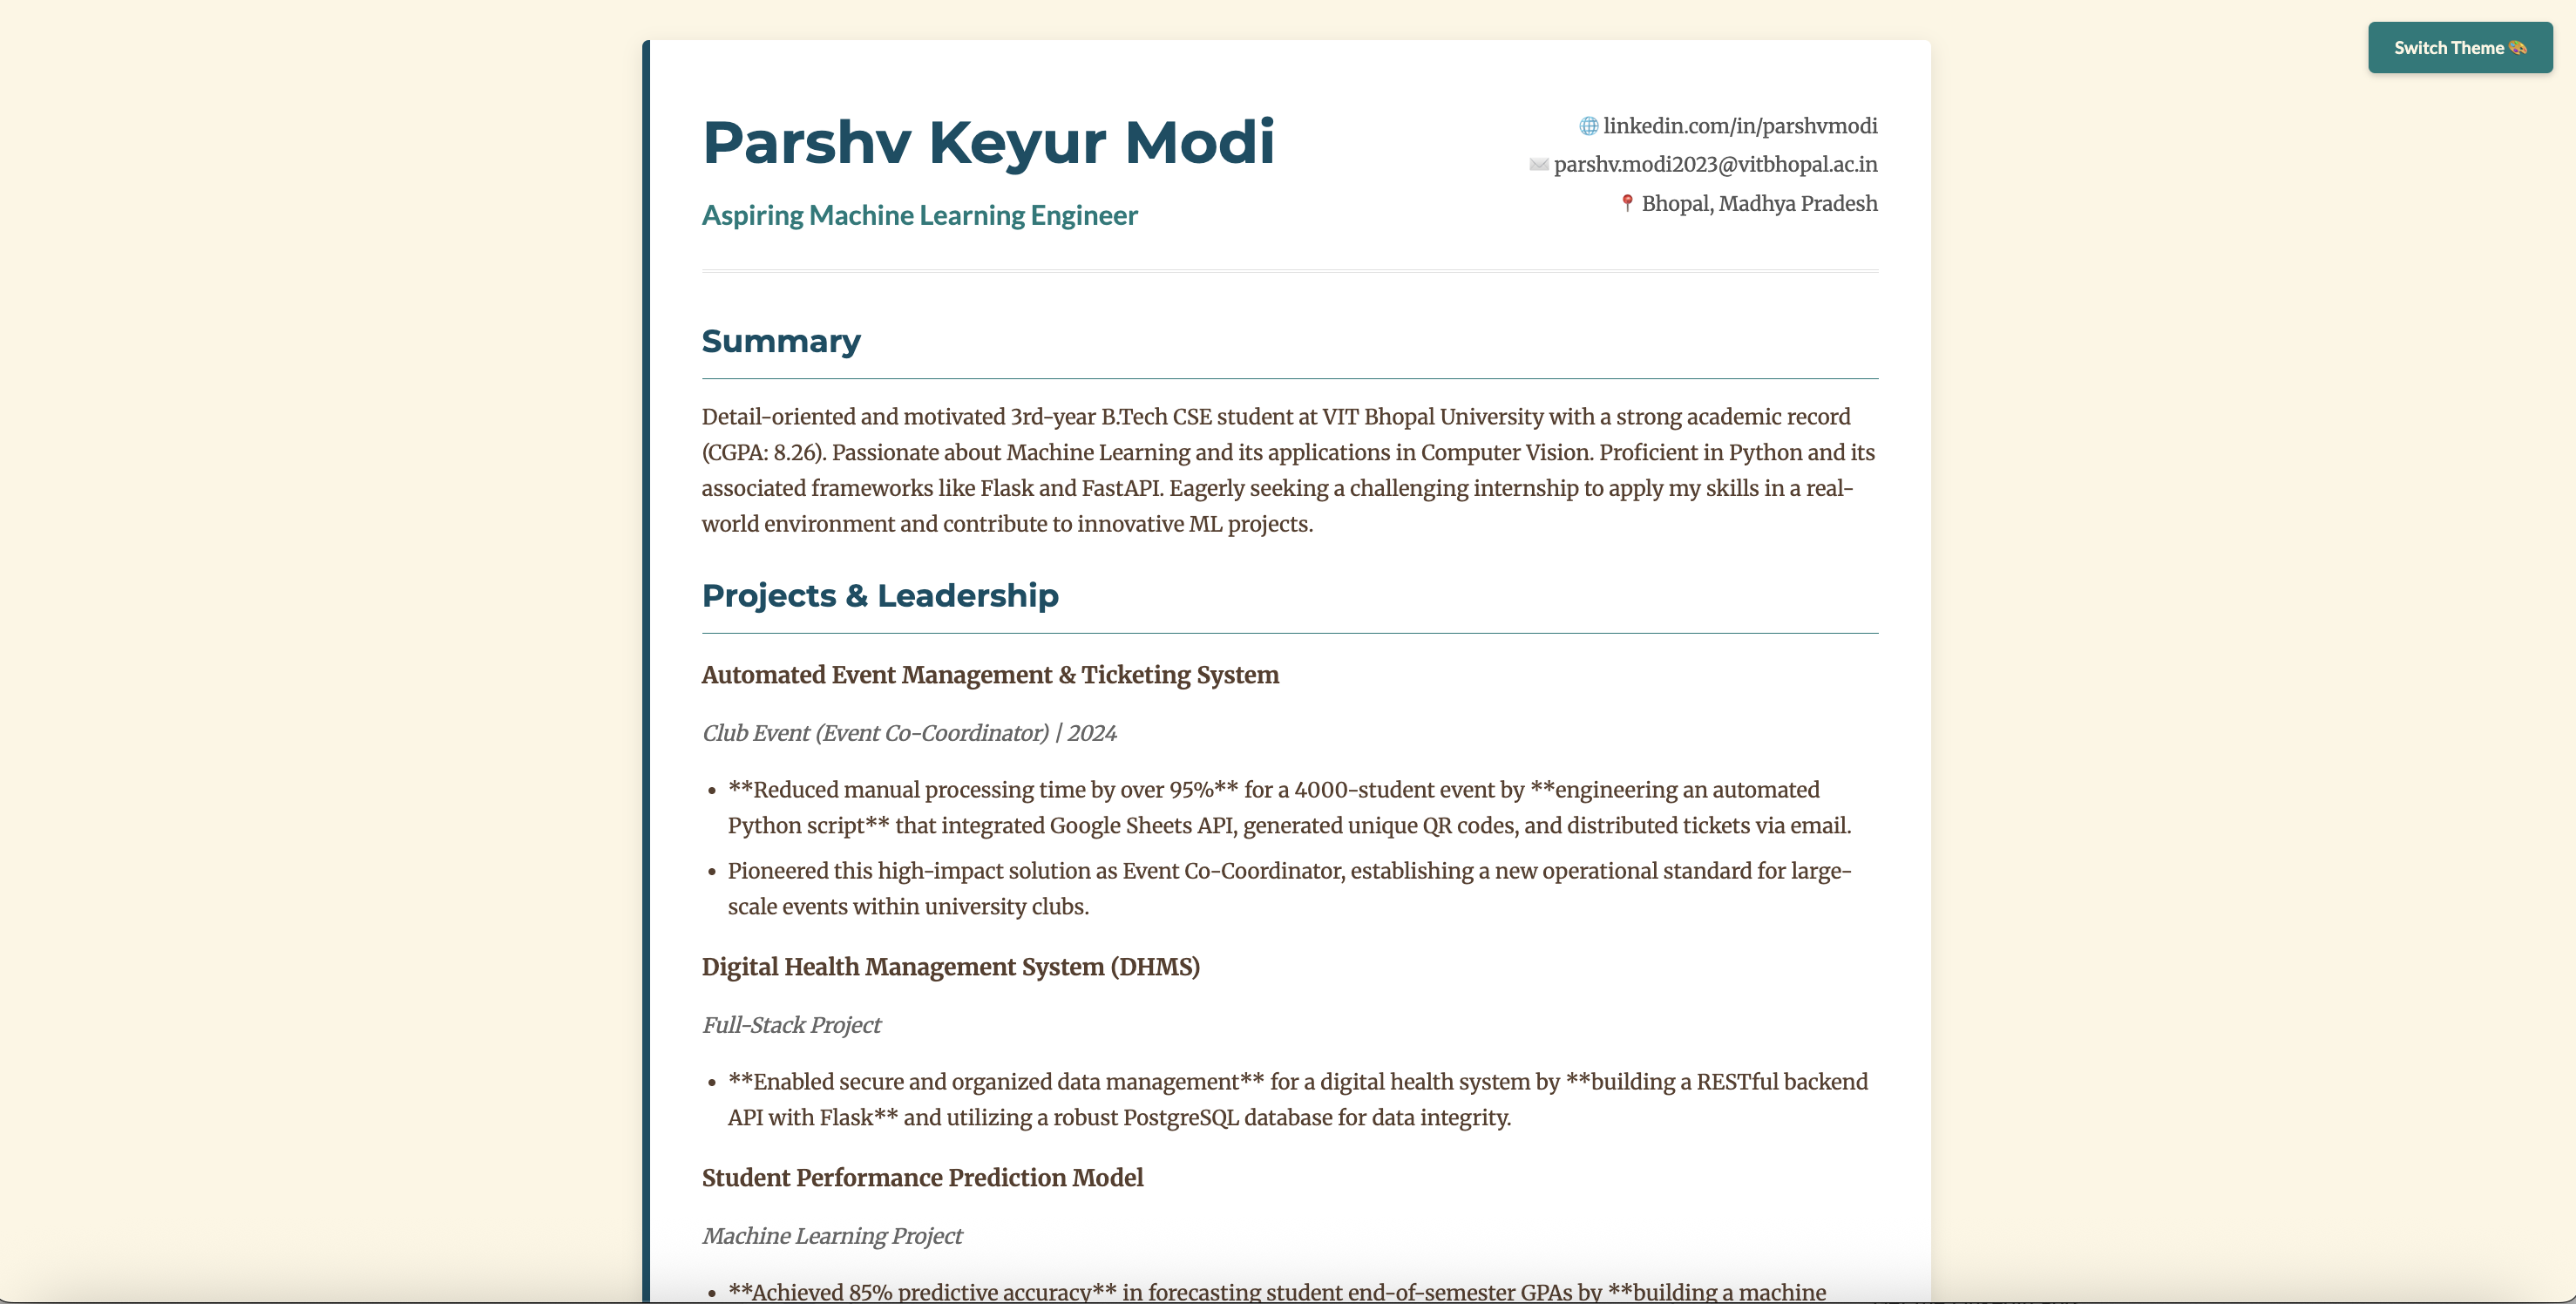 Switch Theme 🎨
Parshv Keyur Modi
Aspiring Machine Learning Engineer
🌐 linkedin.com/in/parshvmodi
✉️ parshv.modi2023@vitbhopal.ac.in
📍 Bhopal, Madhya Pradesh
Summary
Detail-oriented and motivated 3rd-year B.Tech CSE student at VIT Bhopal University with a strong academic record
(CGPA: 8.26). Passionate about Machine Learning and its applications in Computer Vision. Proficient in Python and its
associated frameworks like Flask and FastAPI. Eagerly seeking a challenging internship to apply my skills in a real-
world environment and contribute to innovative ML projects.
Projects & Leadership
Automated Event Management & Ticketing System
Club Event (Event Co-Coordinator) | 2024
• **Reduced manual processing time by over 95%** for a 4000-student event by **engineering an automated
Python script** that integrated Google Sheets API, generated unique QR codes, and distributed tickets via email.
• Pioneered this high-impact solution as Event Co-Coordinator, establishing a new operational standard for large-
scale events within university clubs.
Digital Health Management System (DHMS)
Full-Stack Project
• **Enabled secure and organized data management** for a digital health system by **building a RESTful backend
API with Flask** and utilizing a robust PostgreSQL database for data integrity.
Student Performance Prediction Model
Machine Learning Project
• **Achieved 85% predictive accuracy** in forecasting student end-of-semester GPAs by **building a machine